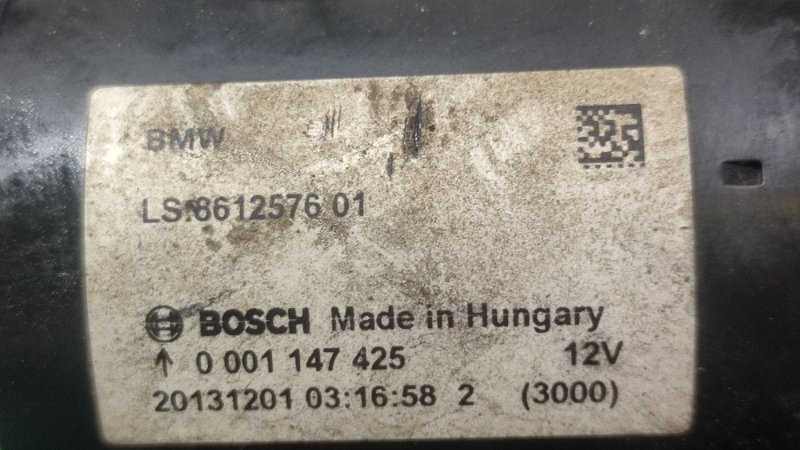 BMW
LS:8612576 01
BOSCH Made in Hungary
↑ 0 001 147 425 12V
20131201 03:16:58 2 (3000)